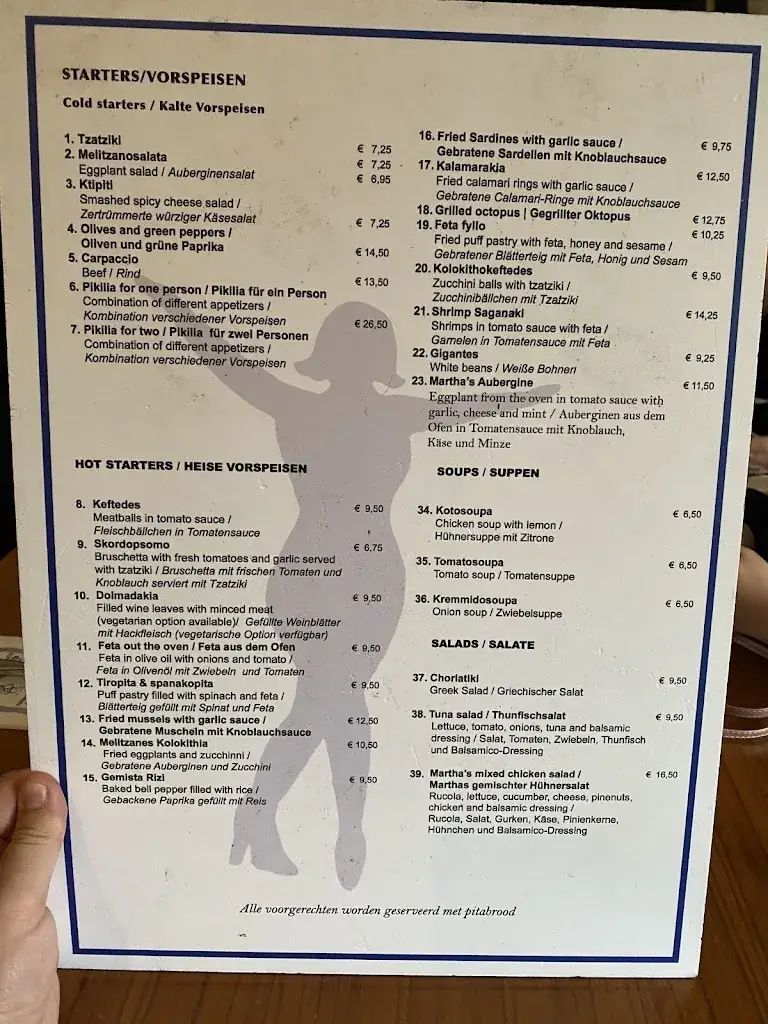 STARTERS/VORSPEISEN
Cold starters / Kalte Vorspeisen
1. Tzatziki € 7,25
2. Melitzanosalata € 7,25
Eggplant salad / Auberginensalat
3. Ktipiti € 6,95
Smashed spicy cheese salad /
Zertrümmerte würziger Käsesalat
4. Olives and green peppers / € 7,25
Oliven und grüne Paprika
5. Carpaccio € 14,50
Beef / Rind
6. Pikilia for one person / Pikilia für ein Person € 13,50
Combination of different appetizers /
Kombination verschiedener Vorspeisen
7. Pikilia for two / Pikilia für zwei Personen € 26,50
Combination of different appetizers /
Kombination verschiedener Vorspeisen
HOT STARTERS / HEISE VORSPEISEN
8. Keftedes € 9,50
Meatballs in tomato sauce /
Fleischbällchen in Tomatensauce
9. Skordopsomo € 6,75
Bruschetta with fresh tomatoes and garlic served
with tzatziki / Bruschetta mit frischen Tomaten und
Knoblauch serviert mit Tzatziki
10. Dolmadakia € 9,50
Filled wine leaves with minced meat
(vegetarian option available)/ Gefüllte Weinblätter
mit Hackfleisch (vegetarische Option verfügbar)
11. Feta out the oven / Feta aus dem Ofen € 9,50
Feta in olive oil with onions and tomato /
Feta in Olivenöl mit Zwiebeln und Tomaten
12. Tiropita & spanakopita € 9,50
Puff pastry filled with spinach and feta /
Blätterteig gefüllt mit Spinat und Feta
13. Fried mussels with garlic sauce / € 12,50
Gebratene Muscheln mit Knoblauchsauce
14. Melitzanes Kolokithia € 10,50
Fried eggplants and zucchinni /
Gebratene Auberginen und Zucchini
15. Gemista Rizi € 9,50
Baked bell pepper filled with rice /
Gebackene Paprika gefüllt mit Reis
16. Fried Sardines with garlic sauce / € 9,75
Gebratene Sardellen mit Knoblauchsauce
17. Kalamarakia € 12,50
Fried calamari rings with garlic sauce /
Gebratene Calamari-Ringe mit Knoblauchsauce
18. Grilled octopus | Gegrillter Oktopus € 12,75
19. Feta fyllo € 10,25
Fried puff pastry with feta, honey and sesame /
Gebratener Blätterteig mit Feta, Honig und Sesam
20. Kolokithokeftedes € 9,50
Zucchini balls with tzatziki /
Zucchinibällchen mit Tzatziki
21. Shrimp Saganaki € 14,25
Shrimps in tomato sauce with feta /
Garnelen in Tomatensauce mit Feta
22. Gigantes € 9,25
White beans / Weiße Bohnen
23. Martha's Aubergine € 11,50
Eggplant from the oven in tomato sauce with
garlic, cheese and mint / Auberginen aus dem
Ofen in Tomatensauce mit Knoblauch,
Käse und Minze
SOUPS / SUPPEN
34. Kotosoupa € 6,50
Chicken soup with lemon /
Hühnersuppe mit Zitrone
35. Tomatosoupa € 6,50
Tomato soup / Tomatensuppe
36. Kremmidosoupa € 6,50
Onion soup / Zwiebelsuppe
SALADS / SALATE
37. Choriatiki € 9,50
Greek Salad / Griechischer Salat
38. Tuna salad / Thunfischsalat € 9,50
Lettuce, tomato, onions, tuna and balsamic
dressing / Salat, Tomaten, Zwiebeln, Thunfisch
und Balsamico-Dressing
39. Martha's mixed chicken salad / € 16,50
Marthas gemischter Hühnersalat
Rucola, lettuce, cucumber, cheese, pinenuts,
chicken and balsamic dressing /
Rucola, Salat, Gurken, Käse, Pinienkerne,
Hühnchen und Balsamico-Dressing
Alle voorgerechten worden geserveerd met pitabrood